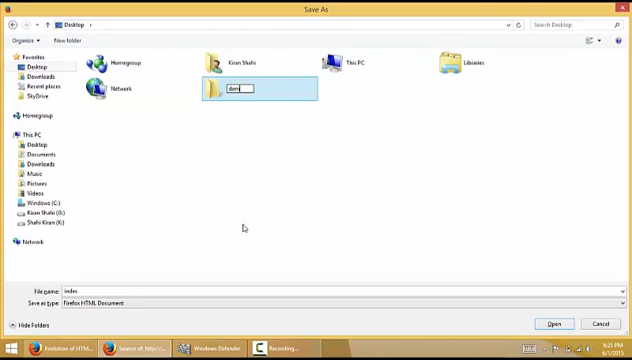 Save As
Desktop
Search Desktop
Organize
New folder
Favorites
Desktop
Downloads
Recent places
SkyDrive
Homegroup
This PC
Desktop
Documents
Downloads
Music
Pictures
Videos
Windows (C:)
Kiran Shahi (G:)
Shahi Kiran (K:)
Network
Homegroup
Kiran Shahi
This PC
Libraries
Network
dom
File name: index
Save as type: Firefox HTML Document
Hide Folders
Open
Cancel
Evolution of HTM...
Source of: http:/...
Windows Defender
Recording...
6:25 PM
6/1/2015